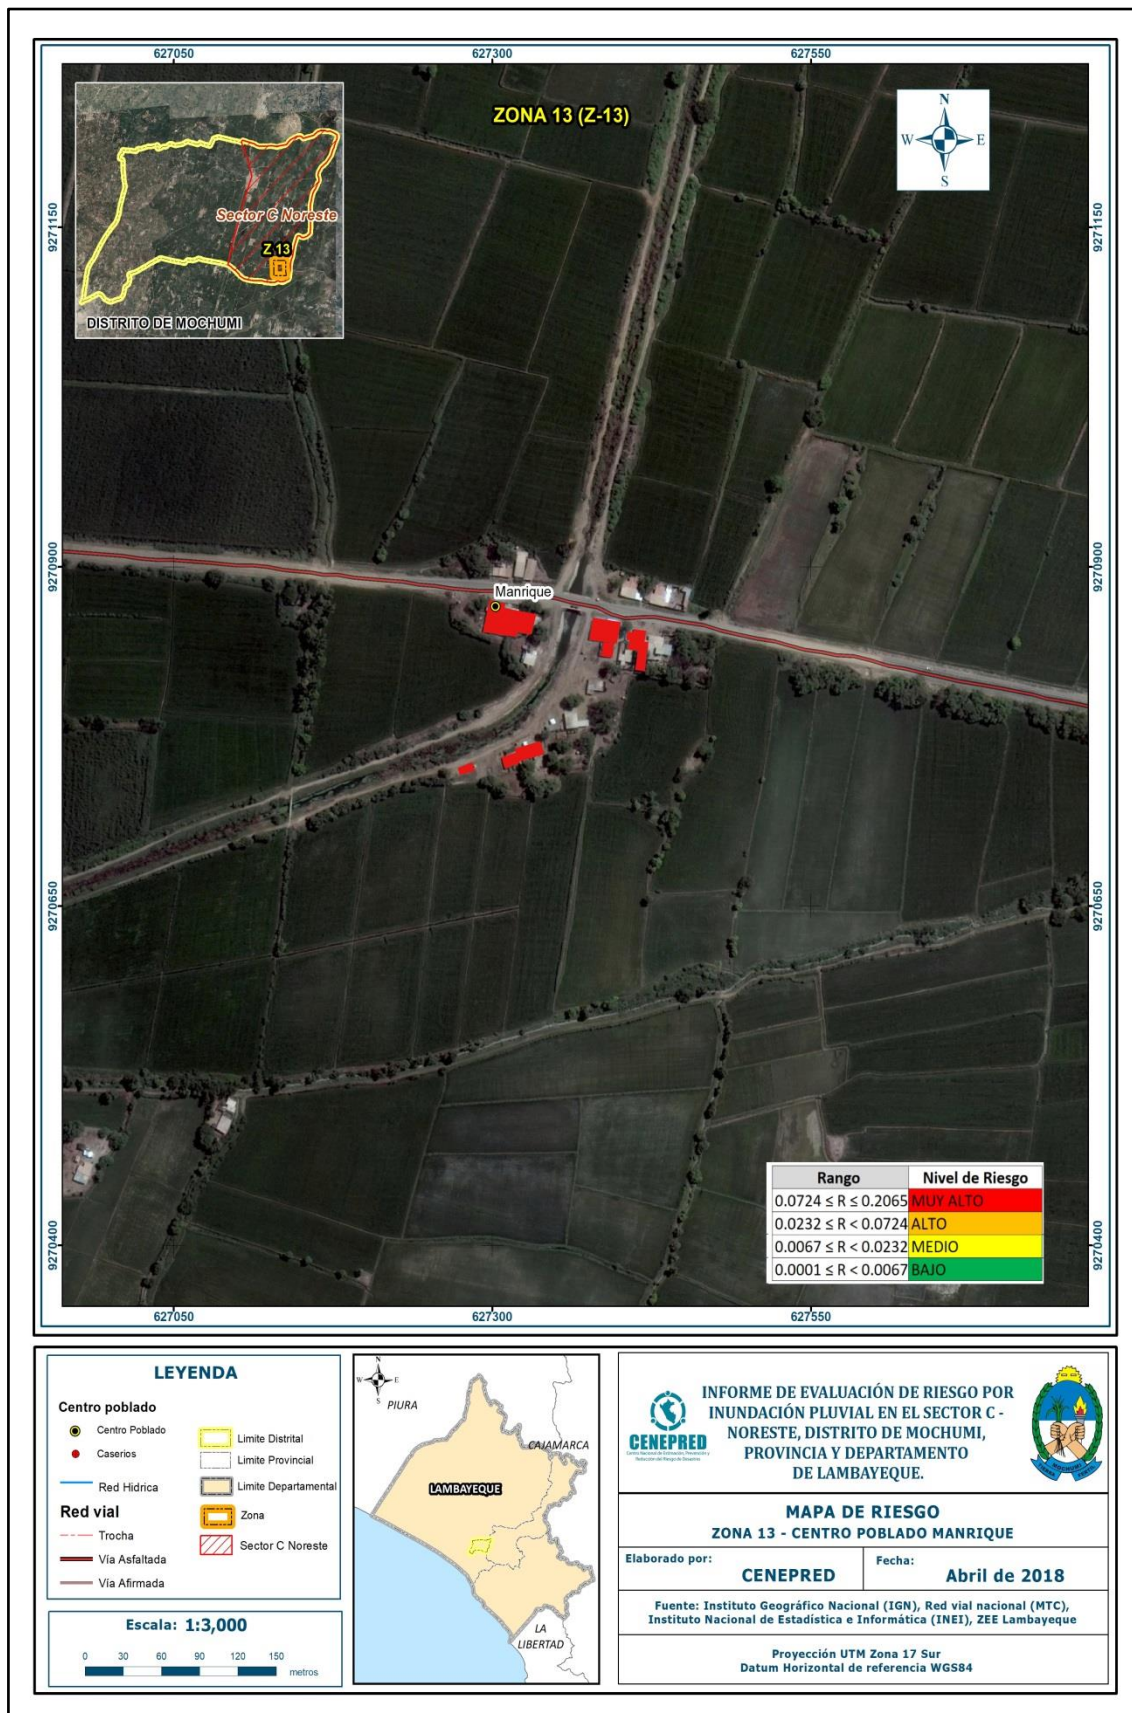 627050
627300
627550
ZONA 13 (Z-13)
N
W
E
S
Sector C Noreste
Z 13
DISTRITO DE MOCHUMI
9271150
9271150
9270900
9270900
Manrique
9270650
9270650
9270400
9270400
Rango Nivel de Riesgo
0.0724 ≤ R ≤ 0.2065 MUY ALTO
0.0232 ≤ R < 0.0724 ALTO
0.0067 ≤ R < 0.0232 MEDIO
0.0001 ≤ R < 0.0067 BAJO
627050
627300
627550
LEYENDA
Centro poblado
Centro Poblado
Caserios
Red Hidrica
Red vial
Trocha
Vía Asfaltada
Vía Afirmada
Limite Distrital
Limite Provincial
Limite Departamental
Zona
Sector C Noreste
Escala: 1:3,000
0 30 60 90 120 150
metros
N
W
E
S
PIURA
CAJAMARCA
LAMBAYEQUE
LA
LIBERTAD
CENEPRED
INFORME DE EVALUACIÓN DE RIESGO POR
INUNDACIÓN PLUVIAL EN EL SECTOR C -
NORESTE, DISTRITO DE MOCHUMI,
PROVINCIA Y DEPARTAMENTO
DE LAMBAYEQUE.
MOCHUMI
MAPA DE RIESGO
ZONA 13 - CENTRO POBLADO MANRIQUE
Elaborado por:
CENEPRED
Fecha:
Abril de 2018
Fuente: Instituto Geográfico Nacional (IGN), Red vial nacional (MTC),
Instituto Nacional de Estadística e Informática (INEI), ZEE Lambayeque
Proyección UTM Zona 17 Sur
Datum Horizontal de referencia WGS84